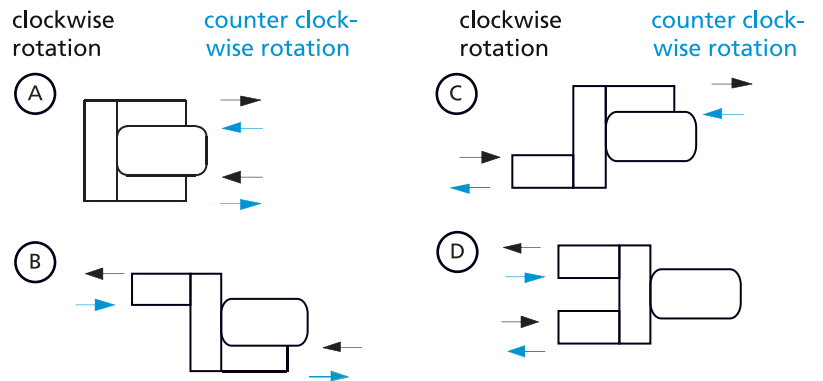 clockwise
rotation
counter clock-
wise rotation
clockwise
rotation
counter clock-
wise rotation
A
C
B
D